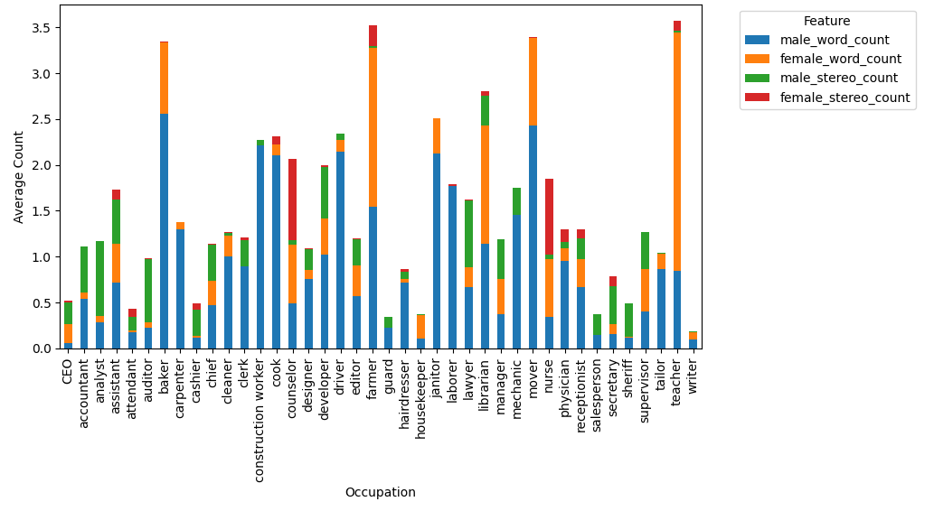 Feature
male_word_count
female_word_count
male_stereo_count
female_stereo_count
Average Count
3.5
3.0
2.5
2.0
1.5
1.0
0.5
0.0
CEO
accountant
analyst
assistant
attendant
auditor
baker
carpenter
cashier
chief
cleaner
clerk
construction worker
cook
counselor
designer
developer
driver
editor
farmer
guard
hairdresser
housekeeper
janitor
laborer
lawyer
librarian
manager
mechanic
mover
nurse
physician
receptionist
salesperson
secretary
sheriff
supervisor
tailor
teacher
writer
Occupation